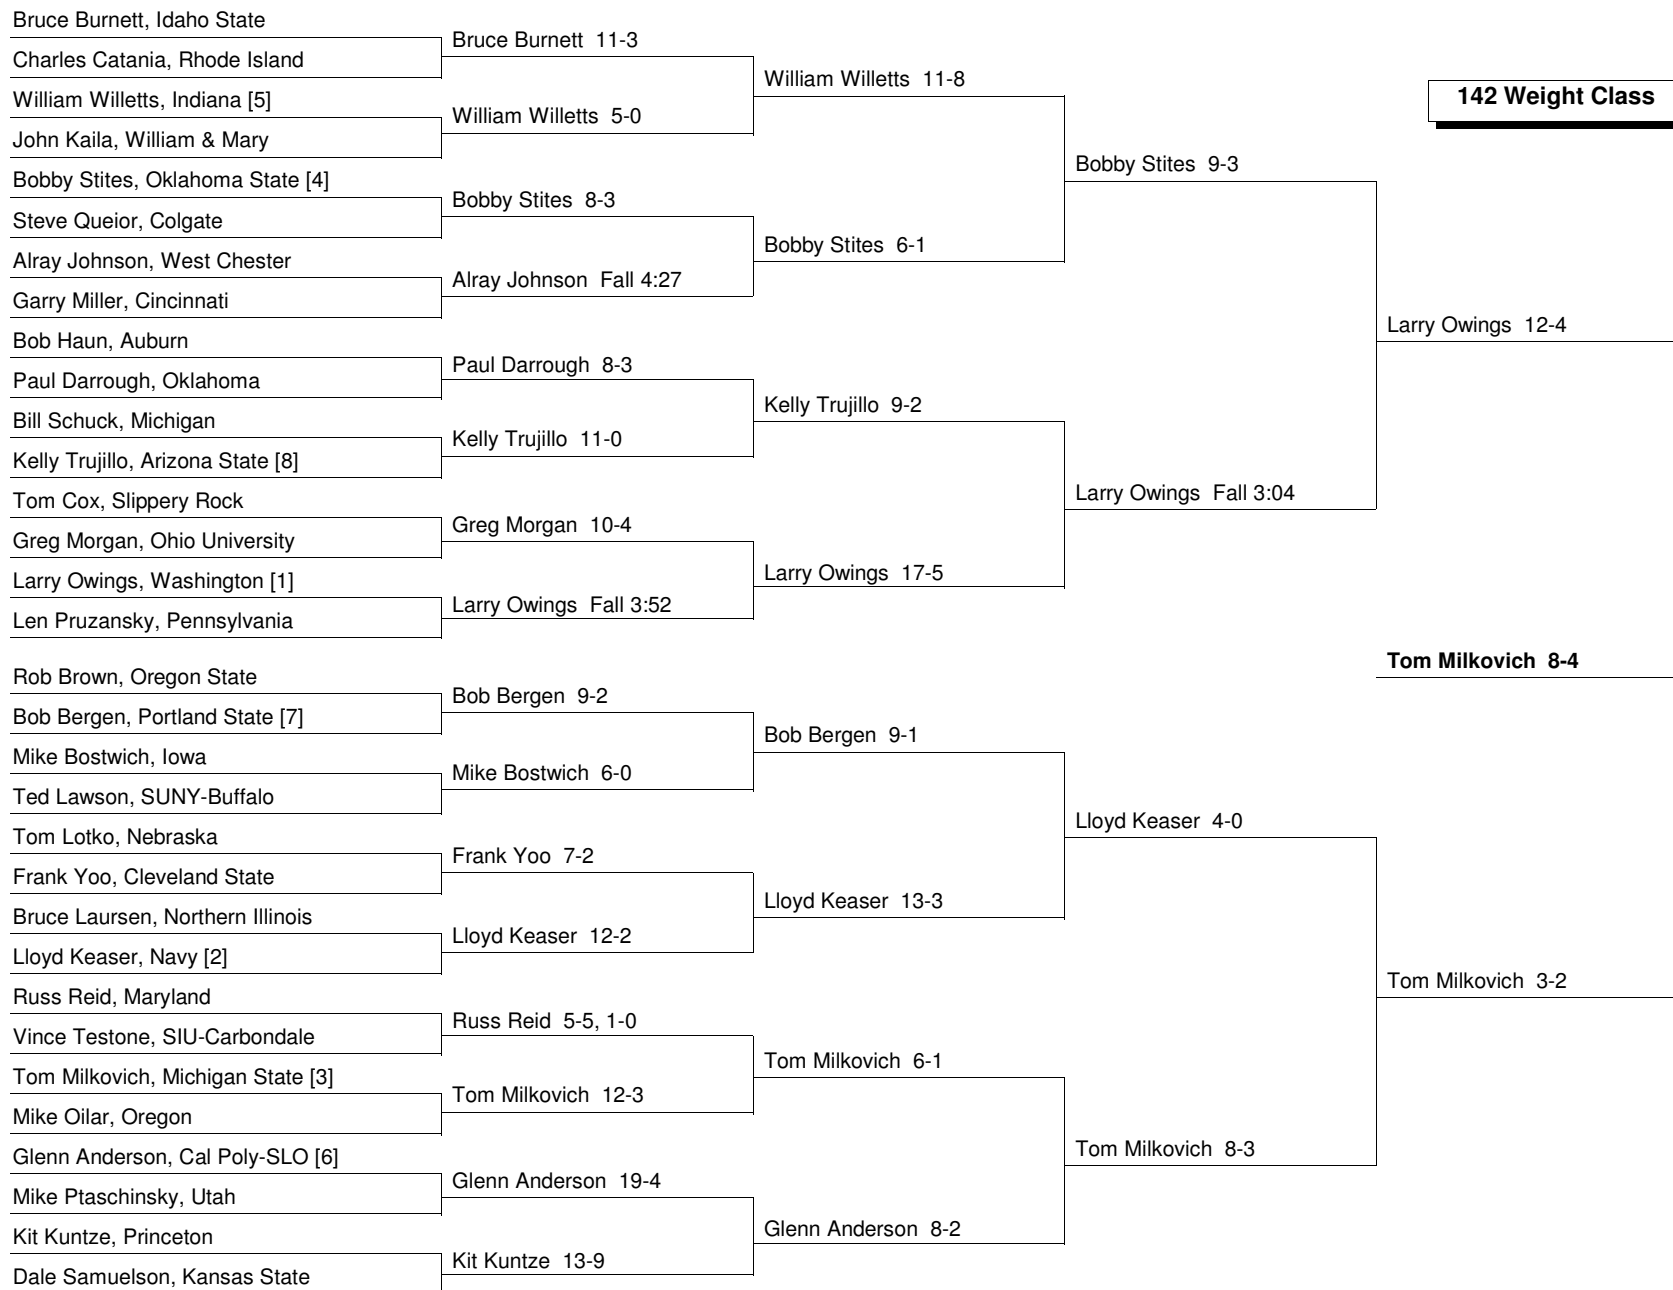 Bruce Burnett, Idaho State
Charles Catania, Rhode Island
William Willetts, Indiana [5]
John Kaila, William & Mary
Bobby Stites, Oklahoma State [4]
Steve Queior, Colgate
Alray Johnson, West Chester
Garry Miller, Cincinnati
Bob Haun, Auburn
Paul Darrough, Oklahoma
Bill Schuck, Michigan
Kelly Trujillo, Arizona State [8]
Tom Cox, Slippery Rock
Greg Morgan, Ohio University
Larry Owings, Washington [1]
Len Pruzansky, Pennsylvania
Rob Brown, Oregon State
Bob Bergen, Portland State [7]
Mike Bostwich, Iowa
Ted Lawson, SUNY-Buffalo
Tom Lotko, Nebraska
Frank Yoo, Cleveland State
Bruce Laursen, Northern Illinois
Lloyd Keaser, Navy [2]
Russ Reid, Maryland
Vince Testone, SIU-Carbondale
Tom Milkovich, Michigan State [3]
Mike Oilar, Oregon
Glenn Anderson, Cal Poly-SLO [6]
Mike Ptaschinsky, Utah
Kit Kuntze, Princeton
Dale Samuelson, Kansas State
Bruce Burnett 11-3
William Willetts 5-0
Bobby Stites 8-3
Alray Johnson Fall 4:27
Paul Darrough 8-3
Kelly Trujillo 11-0
Greg Morgan 10-4
Larry Owings Fall 3:52
Bob Bergen 9-2
Mike Bostwich 6-0
Frank Yoo 7-2
Lloyd Keaser 12-2
Russ Reid 5-5, 1-0
Tom Milkovich 12-3
Glenn Anderson 19-4
Kit Kuntze 13-9
William Willetts 11-8
Bobby Stites 6-1
Kelly Trujillo 9-2
Larry Owings 17-5
Bob Bergen 9-1
Lloyd Keaser 13-3
Tom Milkovich 6-1
Glenn Anderson 8-2
Bobby Stites 9-3
Larry Owings Fall 3:04
Lloyd Keaser 4-0
Tom Milkovich 8-3
142 Weight Class
Larry Owings 12-4
Tom Milkovich 8-4
Tom Milkovich 3-2